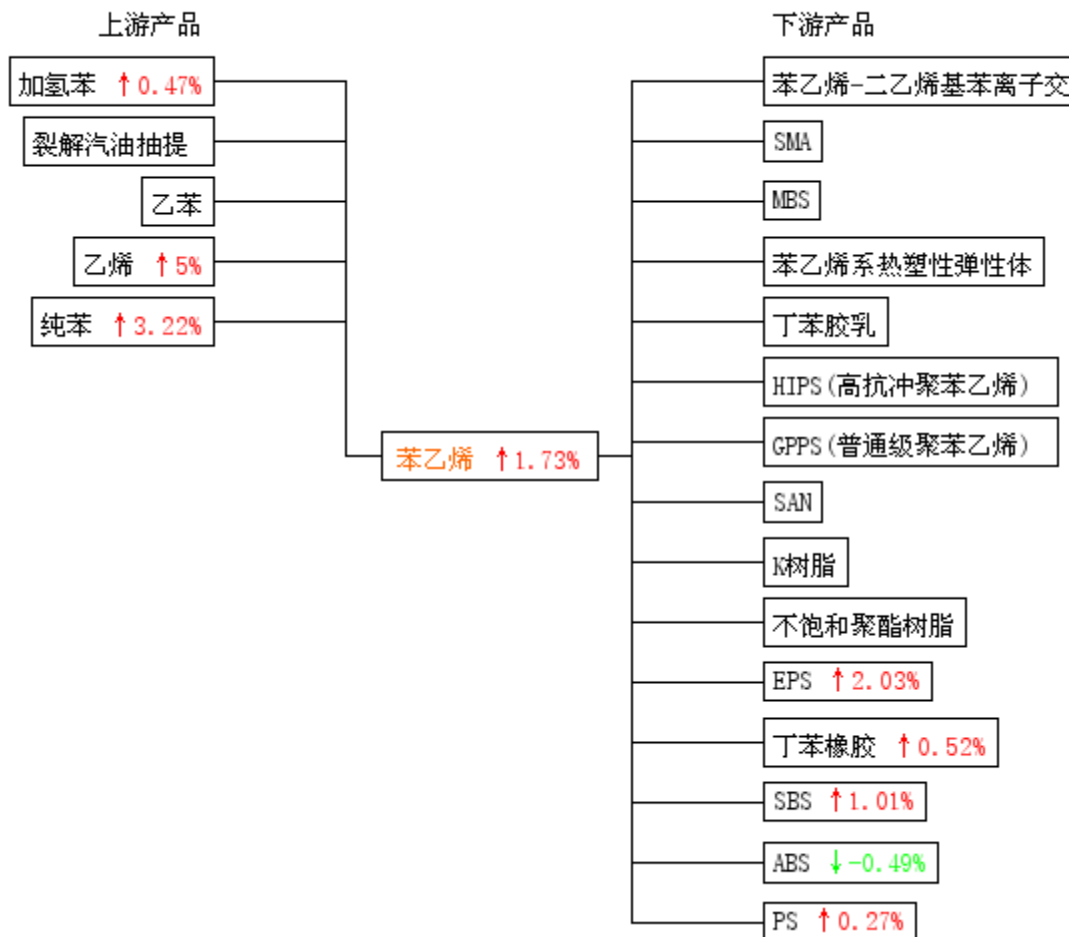 上游产品
加氢苯 ↑0.47%
裂解汽油抽提
乙苯
乙烯 ↑5%
纯苯 ↑3.22%
苯乙烯 ↑1.73%
下游产品
苯乙烯-二乙烯基苯离子交
SMA
MBS
苯乙烯系热塑性弹性体
丁苯胶乳
HIPS(高抗冲聚苯乙烯)
GPPS(普通级聚苯乙烯)
SAN
K树脂
不饱和聚酯树脂
EPS ↑2.03%
丁苯橡胶 ↑0.52%
SBS ↑1.01%
ABS ↓-0.49%
PS ↑0.27%